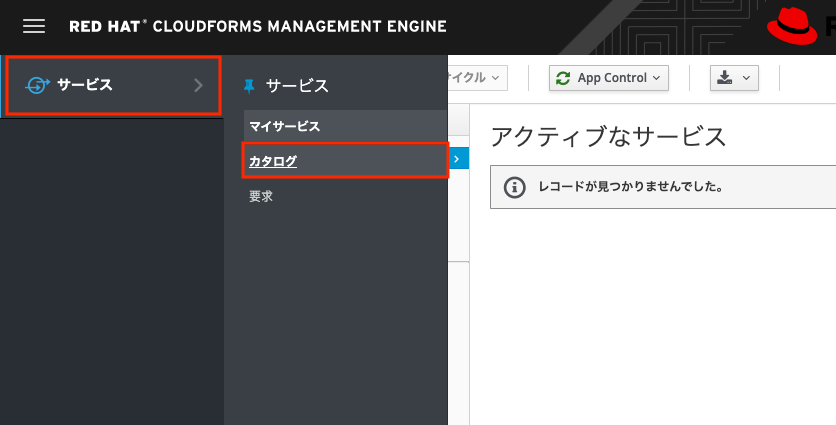 RED HAT® CLOUDFORMS MANAGEMENT ENGINE
サービス
サービス
マイサービス
カタログ
要求
イクル
App Control
アクティブなサービス
レコードが見つかりませんでした。